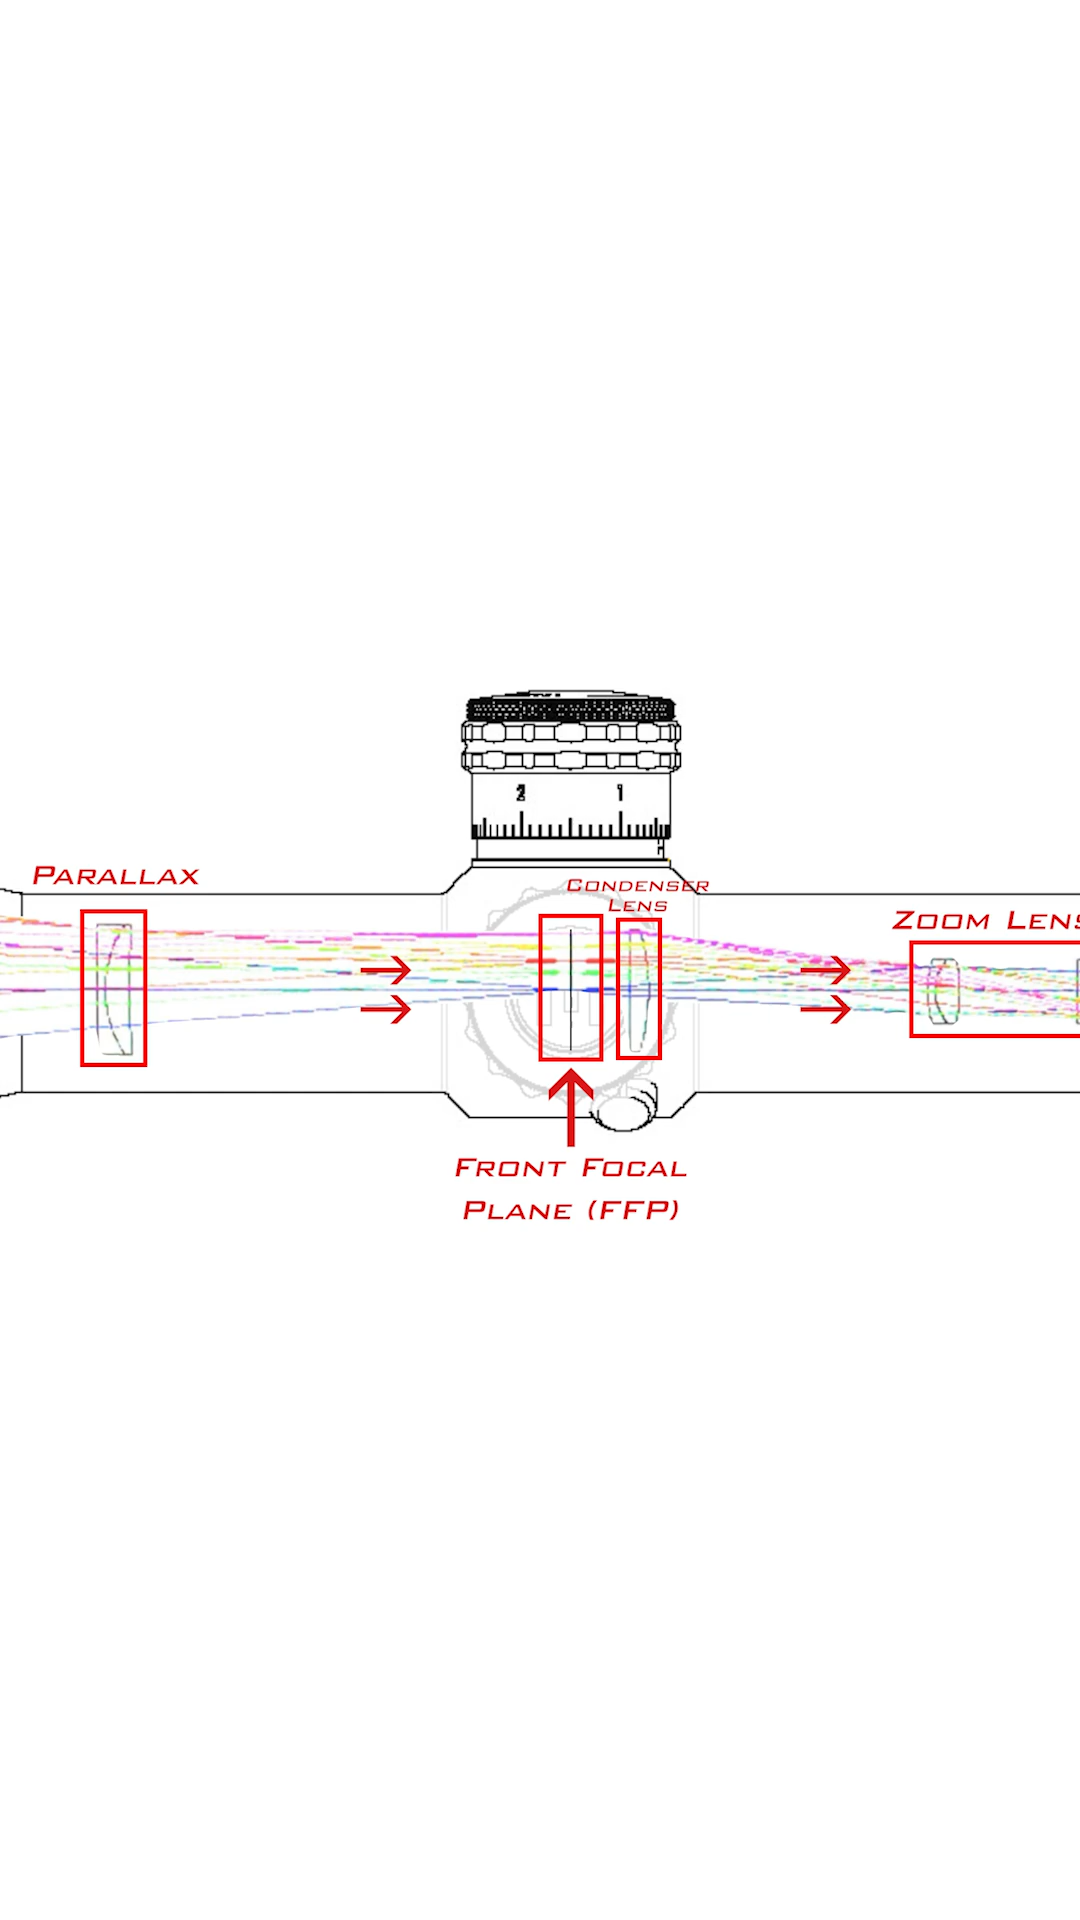 2 1
Parallax
Condenser
Lens
Zoom Lens
Front Focal
Plane (FFP)